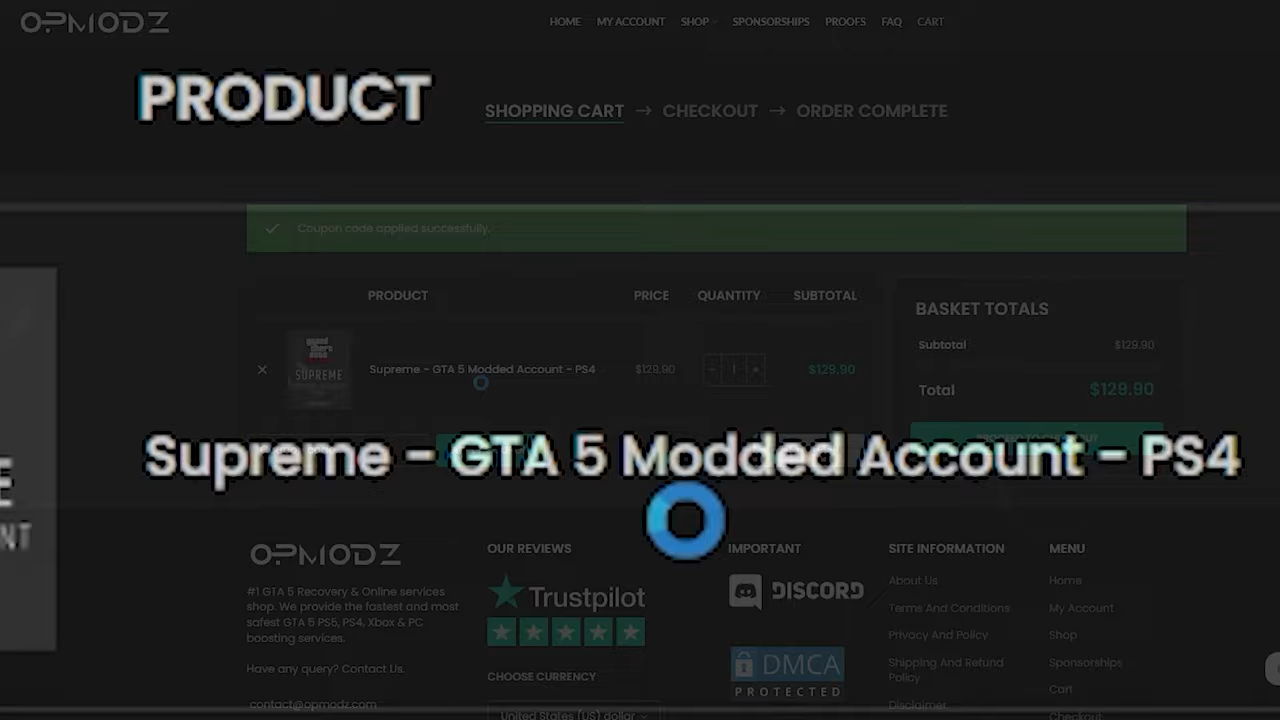 OPMODZ
HOME MY ACCOUNT SHOP SPONSORSHIPS PROOFS FAQ CART
PRODUCT
SHOPPING CART → CHECKOUT → ORDER COMPLETE
Coupon code applied successfully.
PRODUCT PRICE QUANTITY SUBTOTAL
BASKET TOTALS
Subtotal $129.90
SUPREME
Supreme - GTA 5 Modded Account - PS4 $129.90 1 $129.90
Total $129.90
Supreme - GTA 5 Modded Account - PS4
E
NT
OPMODZ
#1 GTA 5 Recovery & Online services
shop. We provide the fastest and most
safest GTA 5 PS5, PS4, Xbox & PC
boosting services.
Have any query? Contact Us.
contact@opmodz.com
OUR REVIEWS
Trustpilot
CHOOSE CURRENCY
United States (US) dollar
IMPORTANT
DISCORD
DMCA
PROTECTED
SITE INFORMATION
About Us
Terms And Conditions
Privacy And Policy
Shipping And Refund
Policy
Disclaimer
MENU
Home
My Account
Shop
Sponsorships
Cart
Checkout